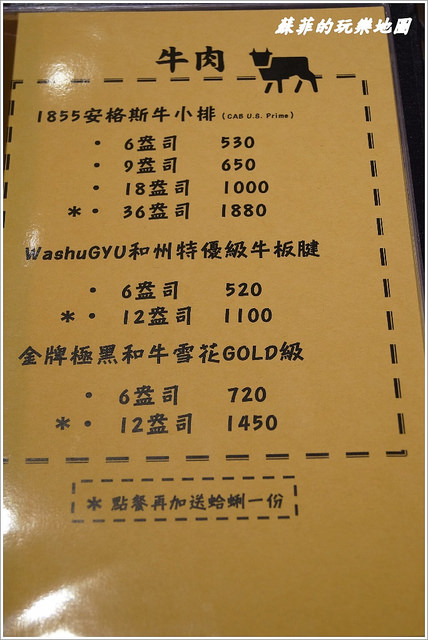 蘇菲的玩樂地圖
牛肉
1855安格斯牛小排(CAB U.S. Prime)
· 6盎司 530
· 9盎司 650
· 18盎司 1000
*· 36盎司 1880
WashuGYU和州特優級牛板腱
· 6盎司 520
*· 12盎司 1100
金牌極黑和牛雪花GOLD級
· 6盎司 720
*· 12盎司 1450
* 點餐再加送蛤蜊一份